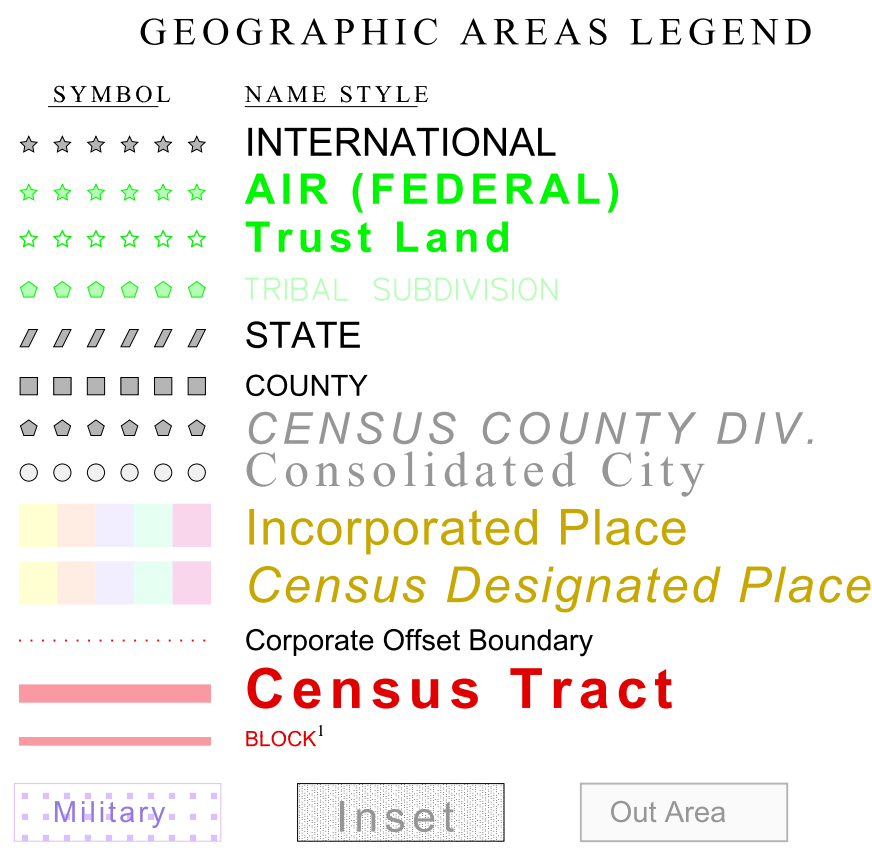 GEOGRAPHIC AREAS LEGEND
SYMBOL NAME STYLE
INTERNATIONAL
AIR (FEDERAL)
Trust Land
TRIBAL SUBDIVISION
STATE
COUNTY
CENSUS COUNTY DIV.
Consolidated City
Incorporated Place
Census Designated Place
Corporate Offset Boundary
Census Tract
BLOCK¹
Military Inset Out Area